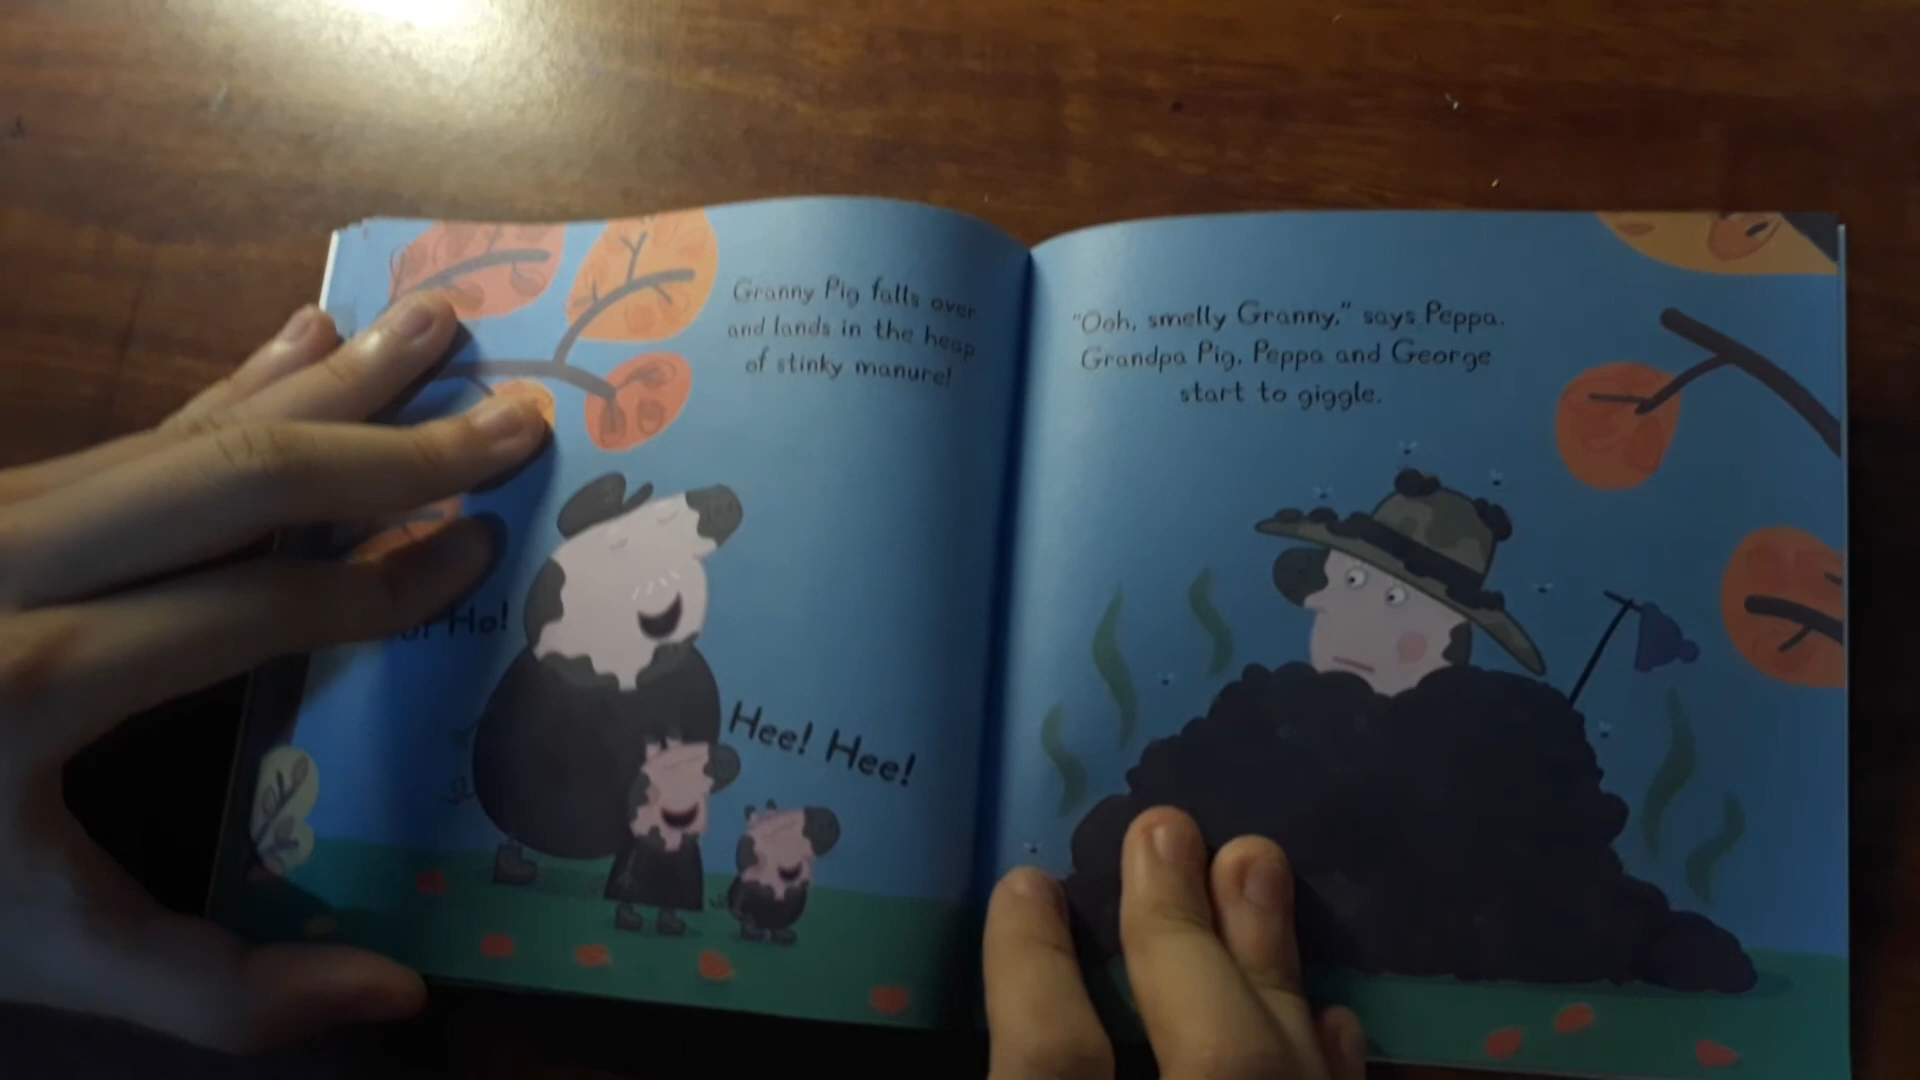 Granny Pig falls over
and lands in the heap
of stinky manure!
Ho!
Hee! Hee!
"Ooh, smelly Granny," says Peppa.
Grandpa Pig, Peppa and George
start to giggle.